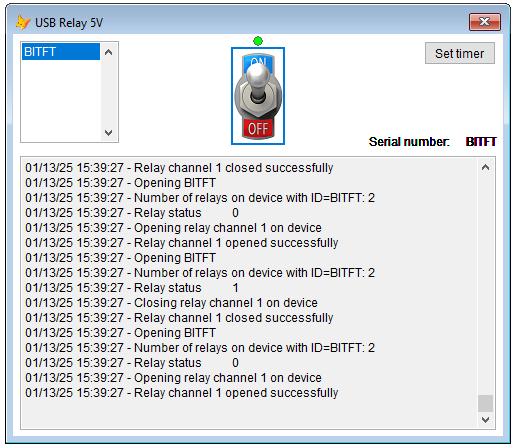 USB Relay 5V
BITFT
ON
OFF
Set timer
Serial number: BITFT
01/13/25 15:39:27 - Relay channel 1 closed successfully
01/13/25 15:39:27 - Opening BITFT
01/13/25 15:39:27 - Number of relays on device with ID=BITFT: 2
01/13/25 15:39:27 - Relay status 0
01/13/25 15:39:27 - Opening relay channel 1 on device
01/13/25 15:39:27 - Relay channel 1 opened successfully
01/13/25 15:39:27 - Opening BITFT
01/13/25 15:39:27 - Number of relays on device with ID=BITFT: 2
01/13/25 15:39:27 - Relay status 1
01/13/25 15:39:27 - Closing relay channel 1 on device
01/13/25 15:39:27 - Relay channel 1 closed successfully
01/13/25 15:39:27 - Opening BITFT
01/13/25 15:39:27 - Number of relays on device with ID=BITFT: 2
01/13/25 15:39:27 - Relay status 0
01/13/25 15:39:27 - Opening relay channel 1 on device
01/13/25 15:39:27 - Relay channel 1 opened successfully